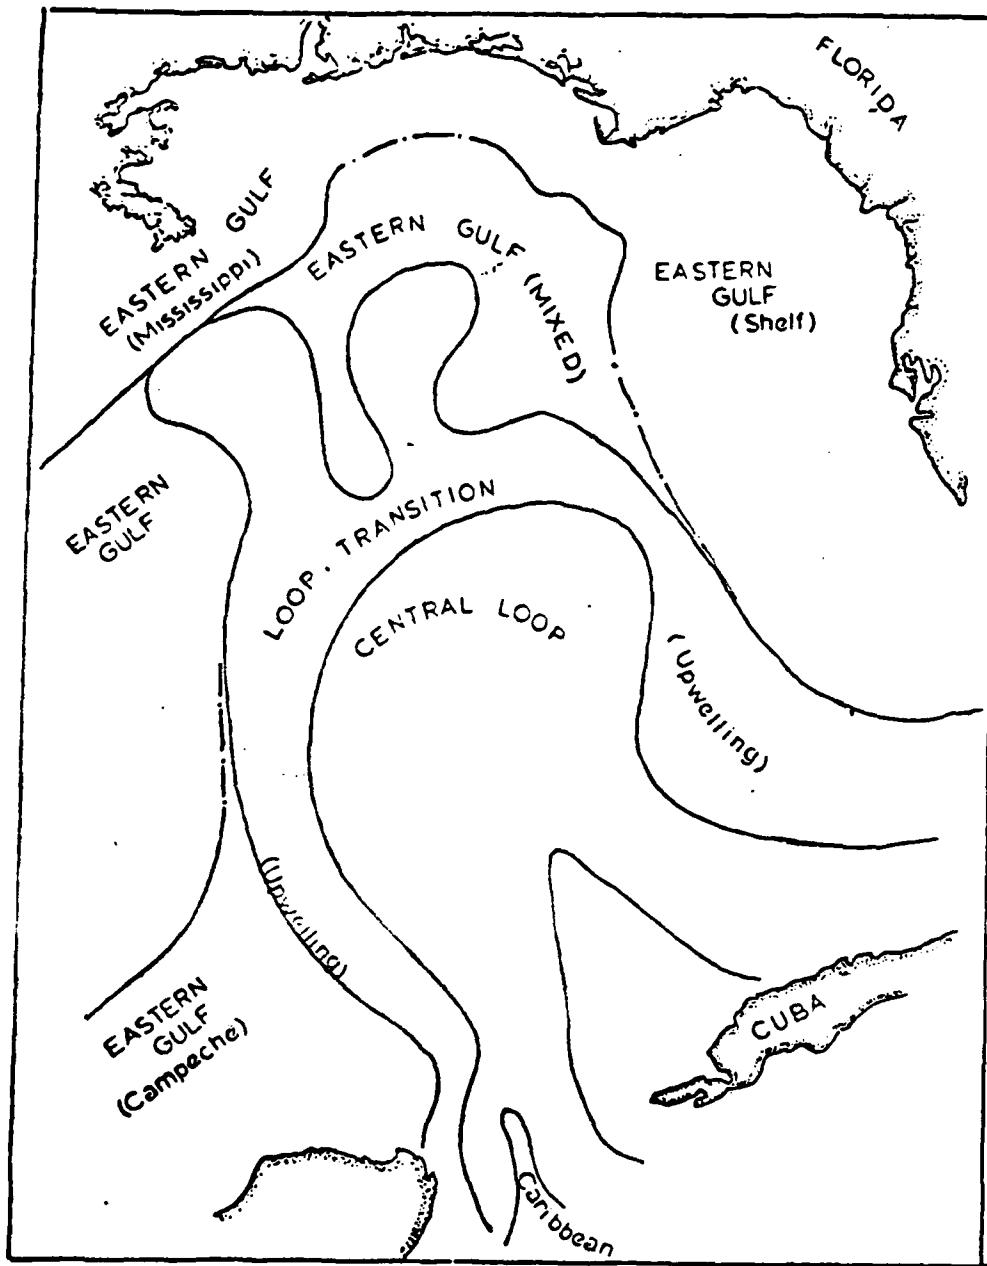 FLORIDA
EASTERN GULF
(Mississippi)
EASTERN GULF (MIXED)
EASTERN
GULF
(Shelf)
EASTERN
GULF
LOOP . TRANSITION
CENTRAL LOOP
(Upwelling)
(Upwelling)
EASTERN
GULF
(Campeche)
CUBA
Caribbean